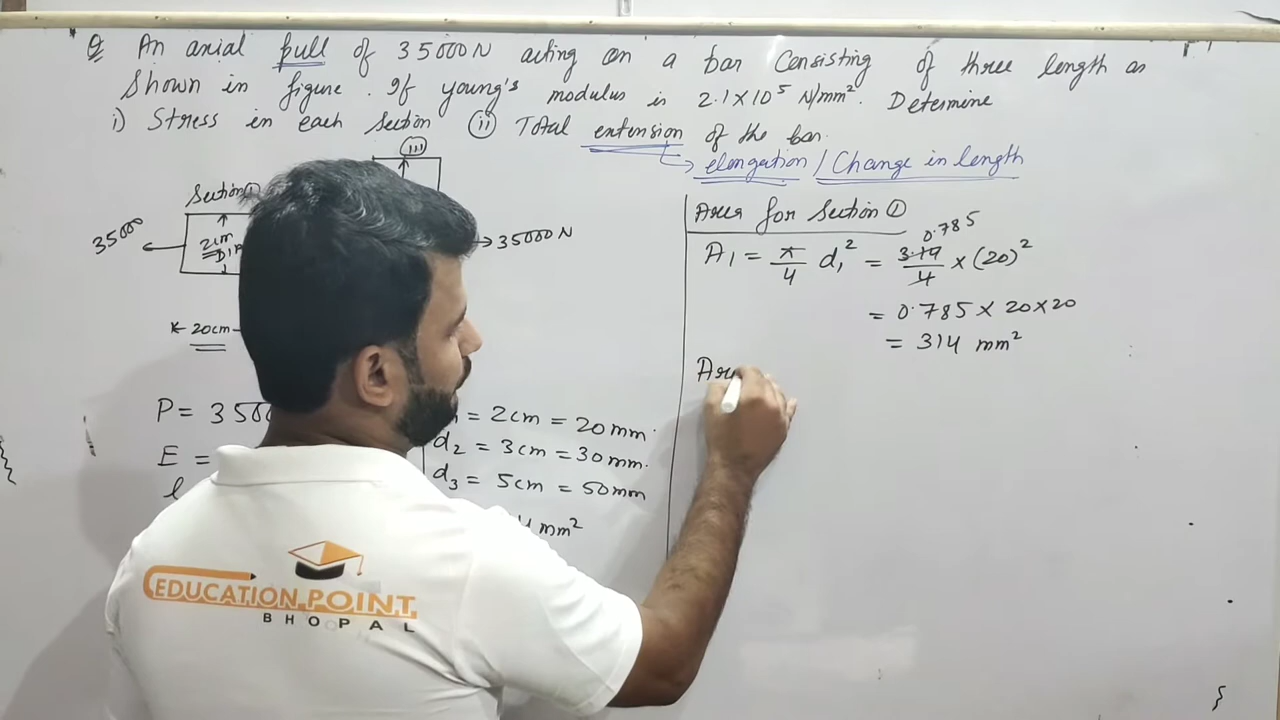 Q An axial pull of 35000N acting on a bar Consisting of three length as
Shown in figure. If young's modulus is 2.1×10⁵ N/mm². Determine
i) Stress in each Section (ii) Total extension of the bar.
elongation / Change in length
(III)
Section
2cm
35000
35000 N
20cm
P = 3500
E =
l
= 2cm = 20mm.
d₂ = 3cm = 30mm.
d₃ = 5cm = 50mm
mm²
Area for Section ①
0.785
A₁ = π/4 d₁² = 3.14/4 × (20)²
= 0.785 × 20×20
= 314 mm²
Are
EDUCATION POINT
BHOPAL